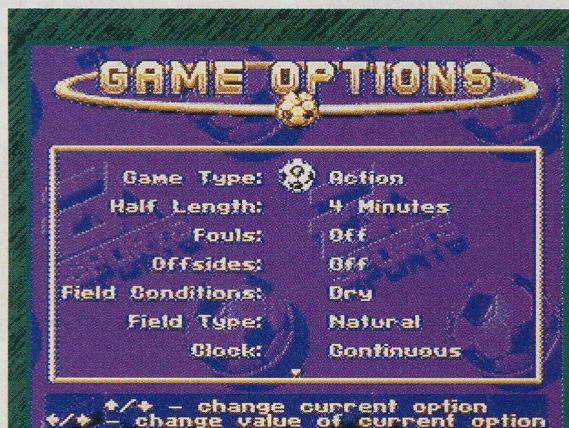 GAME OPTIONS
Game Type: Action
Half Length: 4 Minutes
Fouls: Off
Offsides: Off
Field Conditions: Dry
Field Type: Natural
Clock: Continuous
↑/↓ - change current option
←/→ - change value of current option